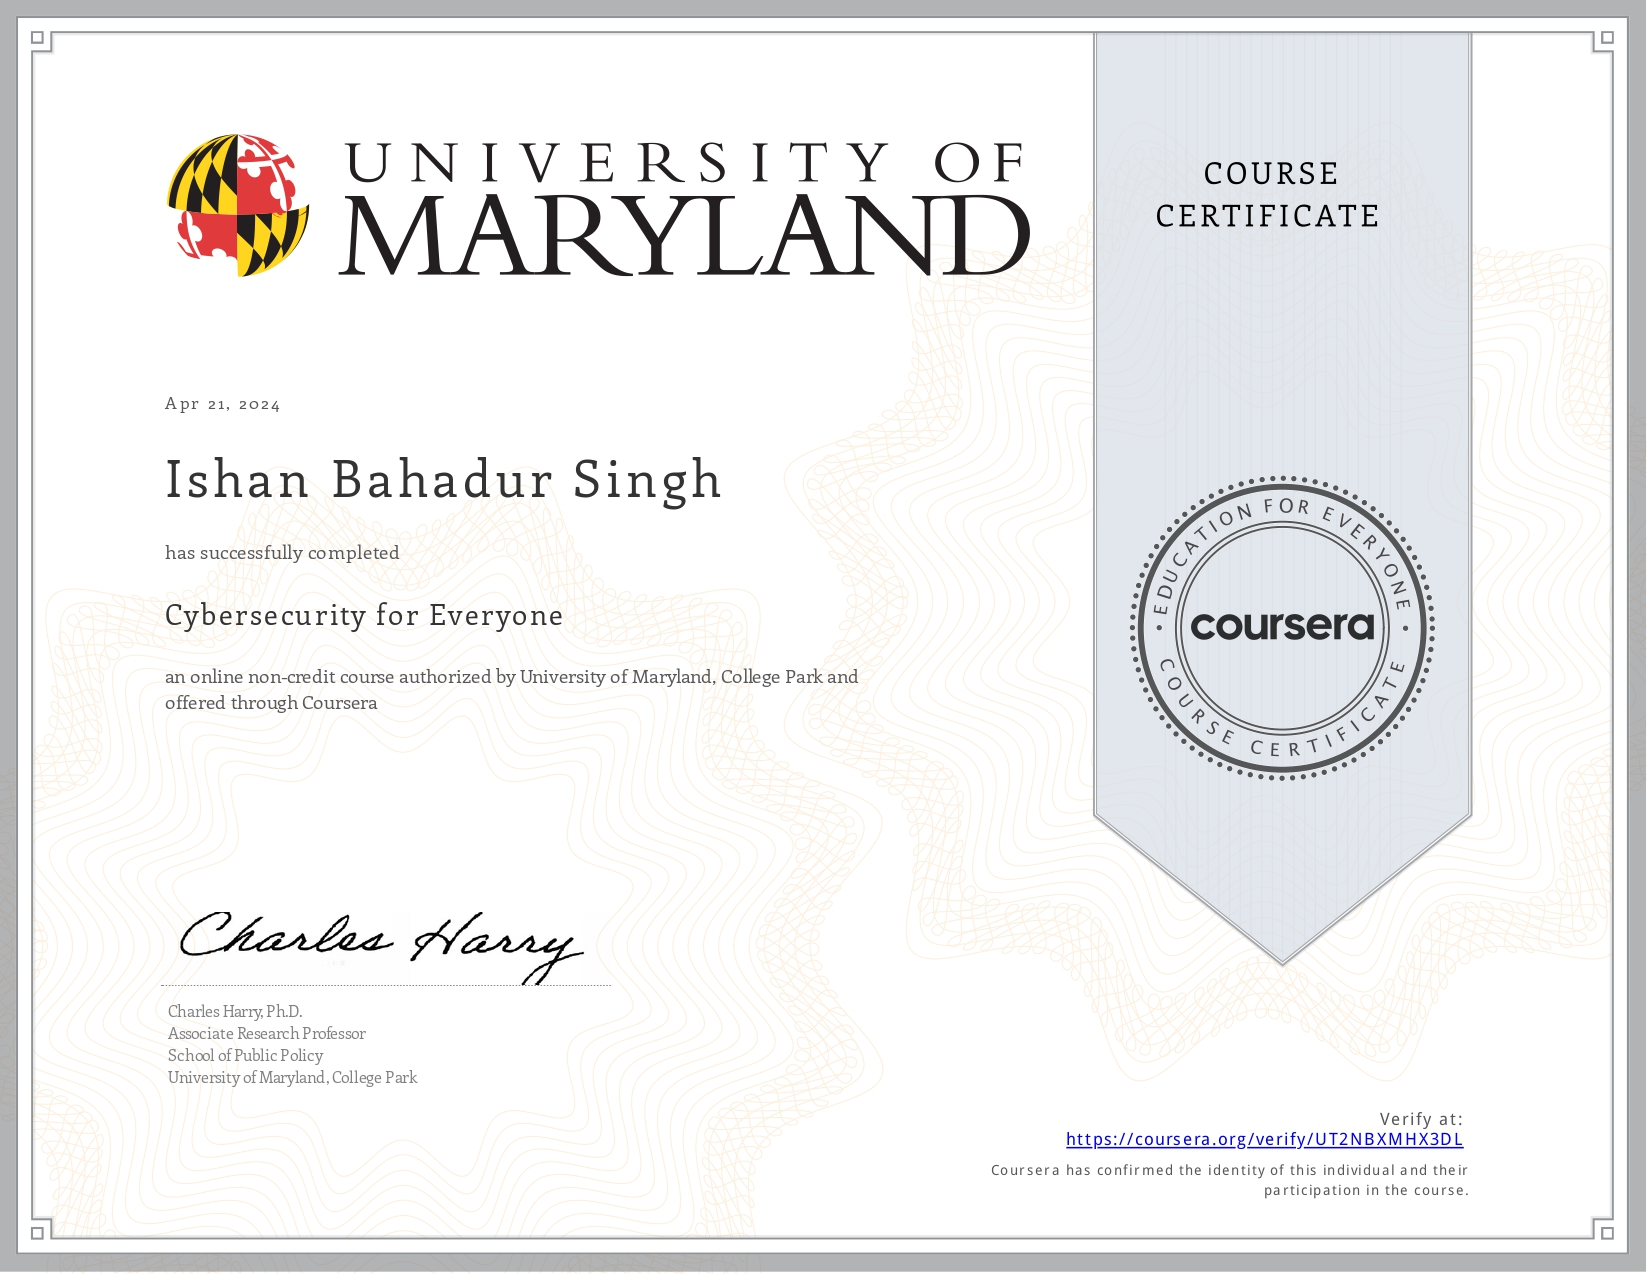 UNIVERSITY OF
MARYLAND
COURSE
CERTIFICATE
Apr 21, 2024
Ishan Bahadur Singh
has successfully completed
Cybersecurity for Everyone
an online non-credit course authorized by University of Maryland, College Park and
offered through Coursera
EDUCATION FOR EVERYONE
coursera
COURSE CERTIFICATE
Charles Harry
Charles Harry, Ph.D.
Associate Research Professor
School of Public Policy
University of Maryland, College Park
Verify at:
https://coursera.org/verify/UT2NBXMHX3DL
Coursera has confirmed the identity of this individual and their
participation in the course.